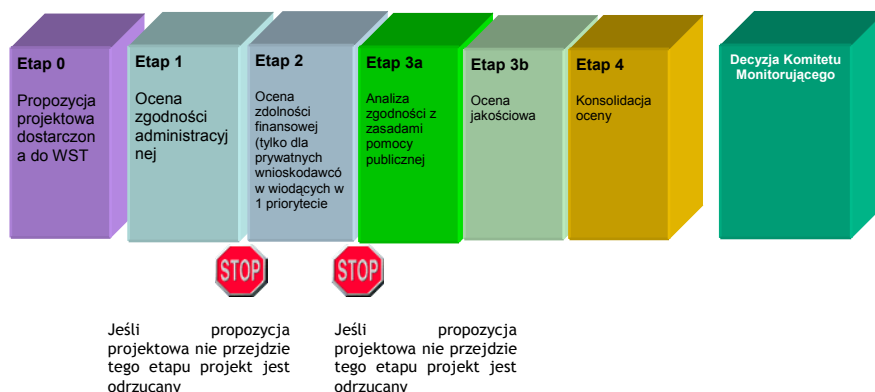 Etap 0
Propozycja
projektowa
dostarczon
a do WST
Etap 1
Ocena
zgodności
administracyj
nej
Etap 2
Ocena
zdolności
finansowej
(tylko dla
prywatnych
wnioskodawcó
w wiodących w
1 priorytecie
Etap 3a
Analiza
zgodności z
zasadami
pomocy
publicznej
Etap 3b
Ocena
jakościowa
Etap 4
Konsolidacja
oceny
Decyzja Komitetu
Monitorującego
STOP
STOP
Jeśli propozycja
projektowa nie przejdzie
tego etapu projekt jest
odrzucany
Jeśli propozycja
projektowa nie przejdzie
tego etapu projekt jest
odrzucany